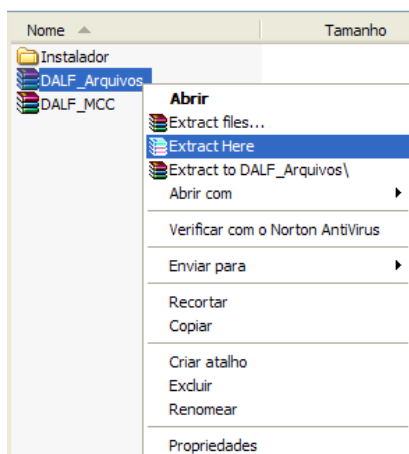 Nome Tamanho
Instalador
DALF_Arquivos
DALF_MCC
Abrir
Extract files...
Extract Here
Extract to DALF_Arquivos\
Abrir com
Verificar com o Norton AntiVirus
Enviar para
Recortar
Copiar
Criar atalho
Excluir
Renomear
Propriedades